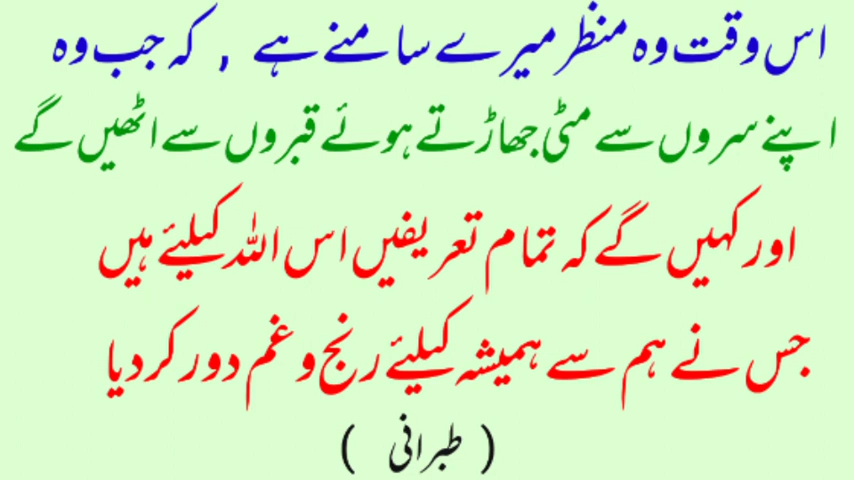 اس وقت وہ منظر میرے سامنے ہے , کہ جب وہ
اپنے سروں سے مٹی جھاڑتے ہوئے قبروں سے اٹھیں گے
اور کہیں گے کہ تمام تعریفیں اس اللہ کیلئے ہیں
جس نے ہم سے ہمیشہ کیلئے رنج و غم دور کردیا
( طبرانی )